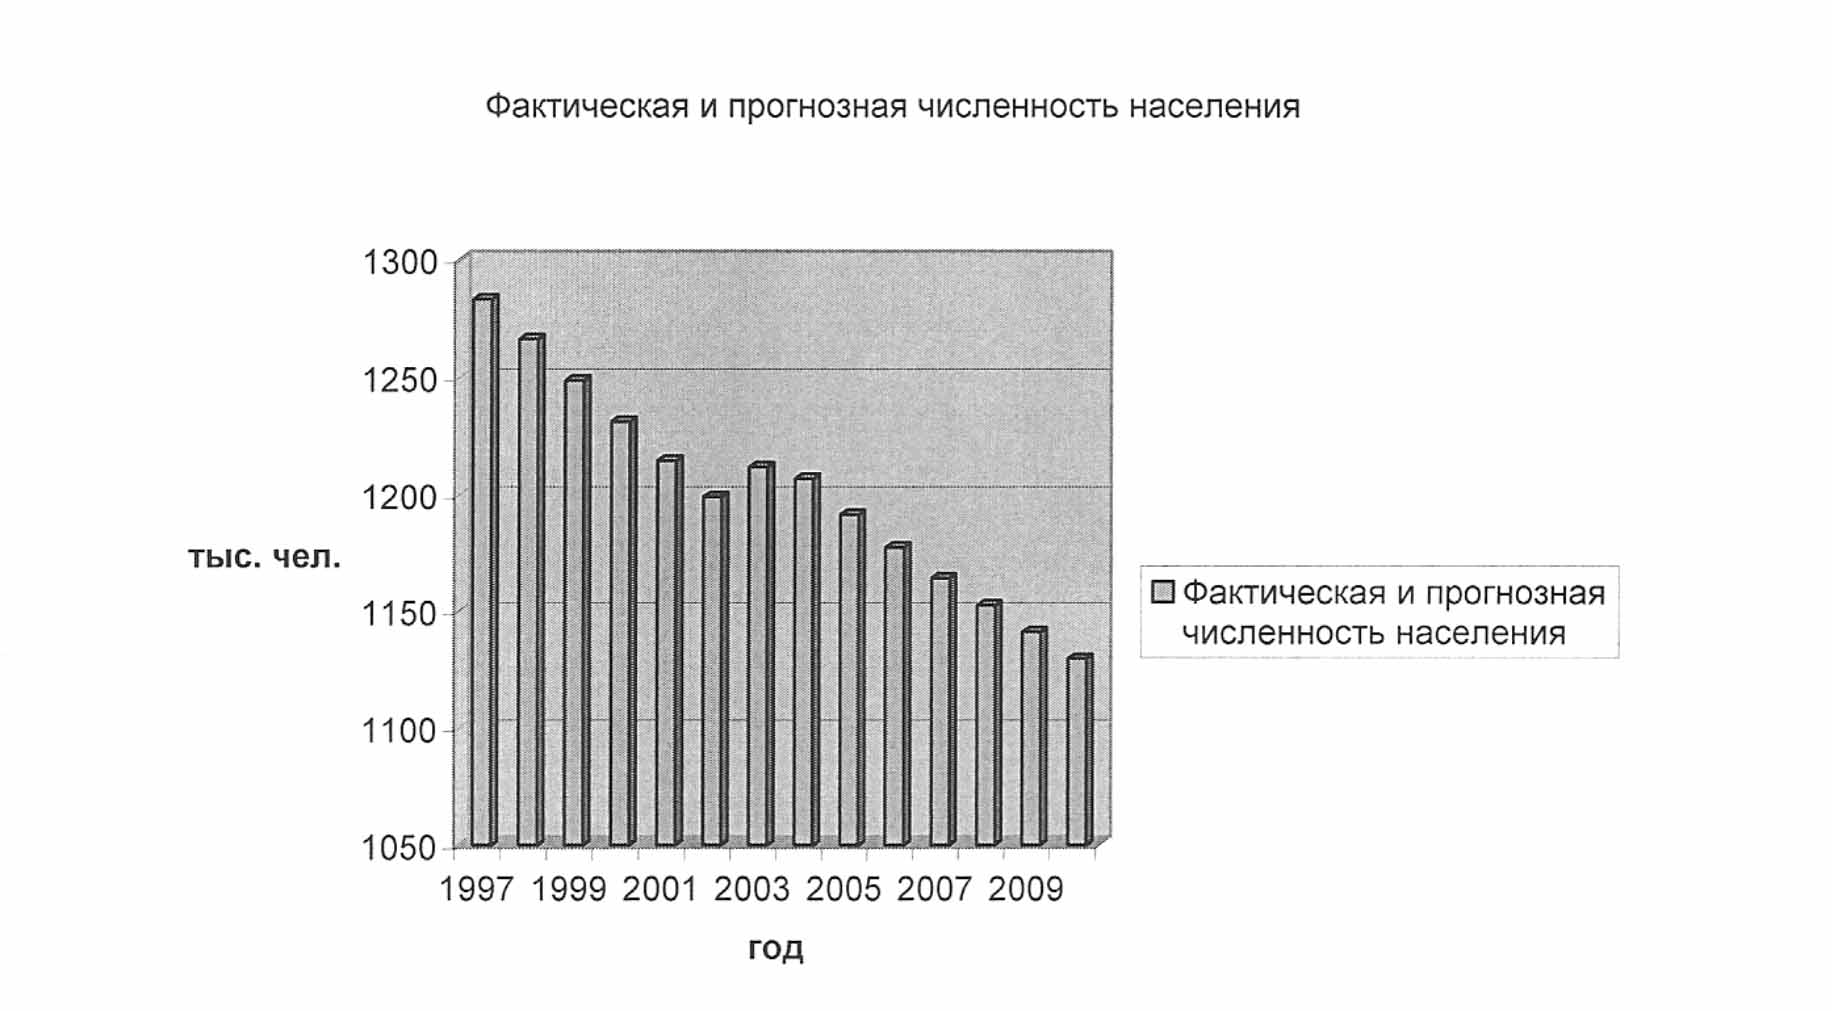 Фактическая и прогнозная численность населения
1300
1250
1200
1150
1100
1050
тыс. чел.
1997 1999 2001 2003 2005 2007 2009
год
Фактическая и прогнозная
численность населения